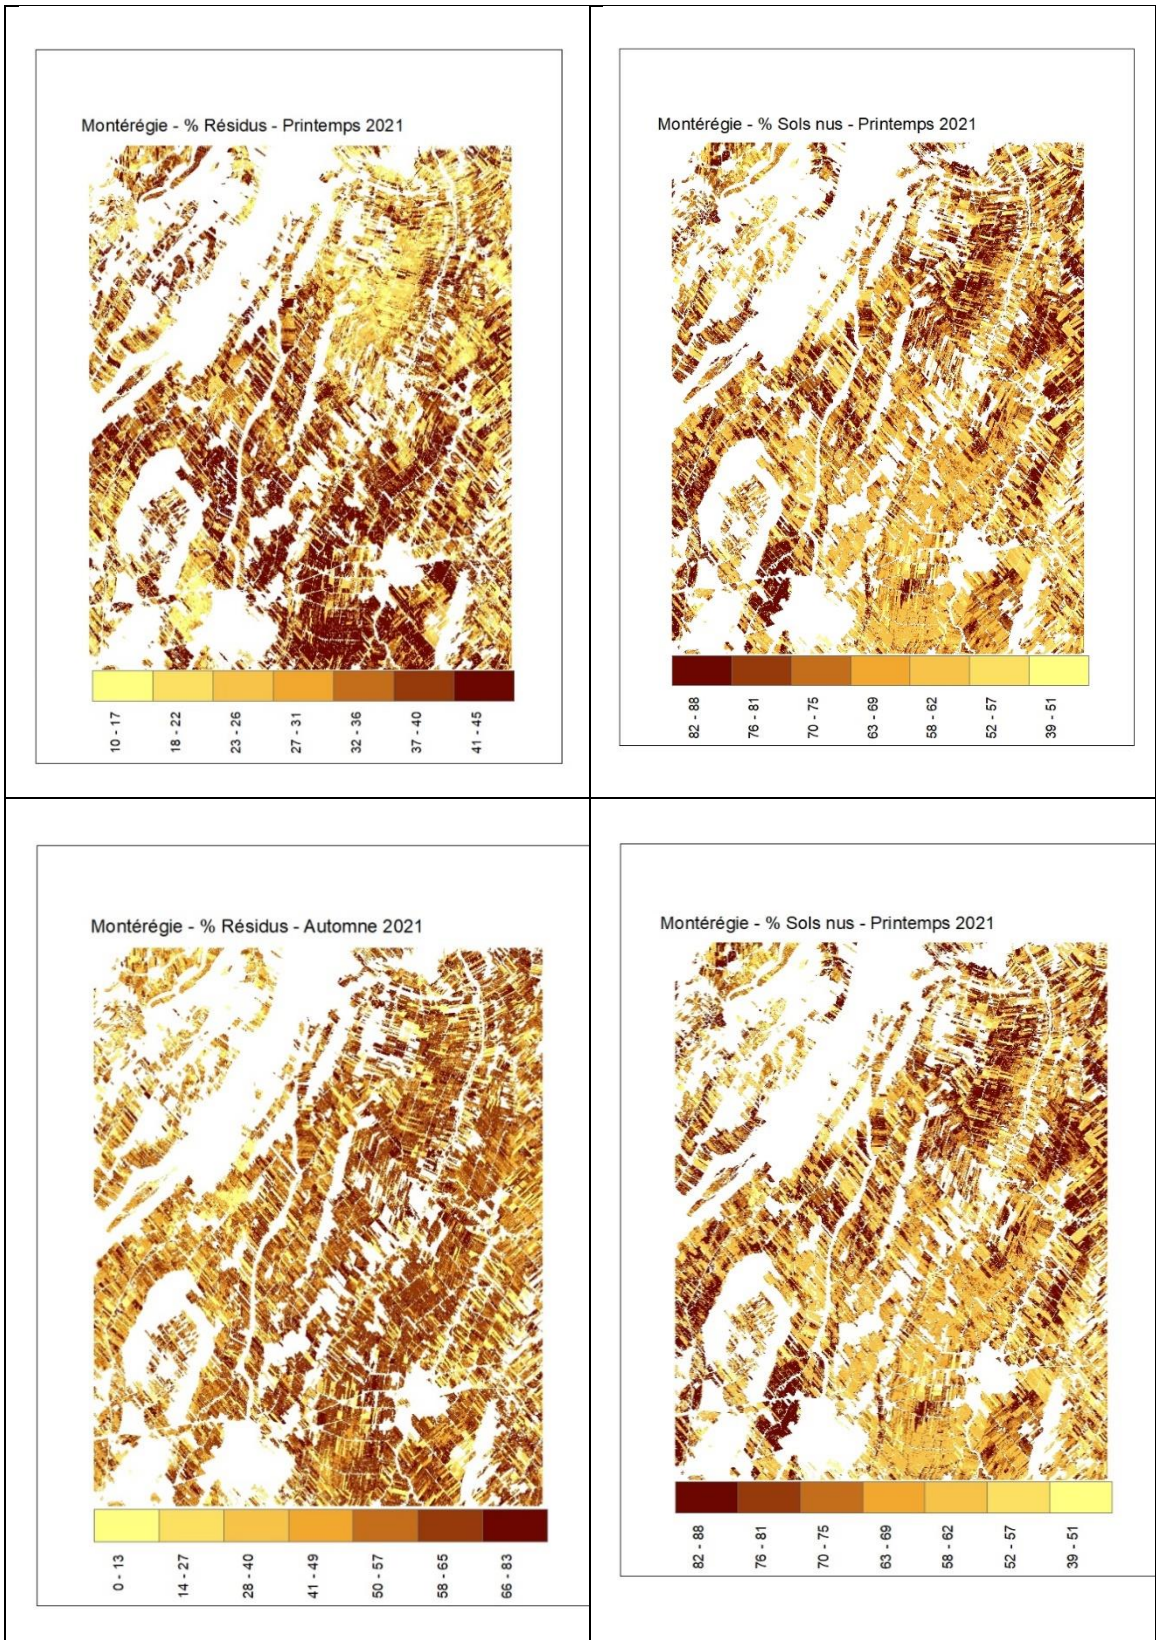 Montérégie - % Résidus - Printemps 2021
10 - 17
18 - 22
23 - 26
27 - 31
32 - 36
37 - 40
41 - 45
Montérégie - % Sols nus - Printemps 2021
82 - 88
76 - 81
70 - 75
63 - 69
58 - 62
52 - 57
39 - 51
Montérégie - % Résidus - Automne 2021
0 - 13
14 - 27
28 - 40
41 - 49
50 - 57
58 - 65
66 - 83
Montérégie - % Sols nus - Printemps 2021
82 - 88
76 - 81
70 - 75
63 - 69
58 - 62
52 - 57
39 - 51